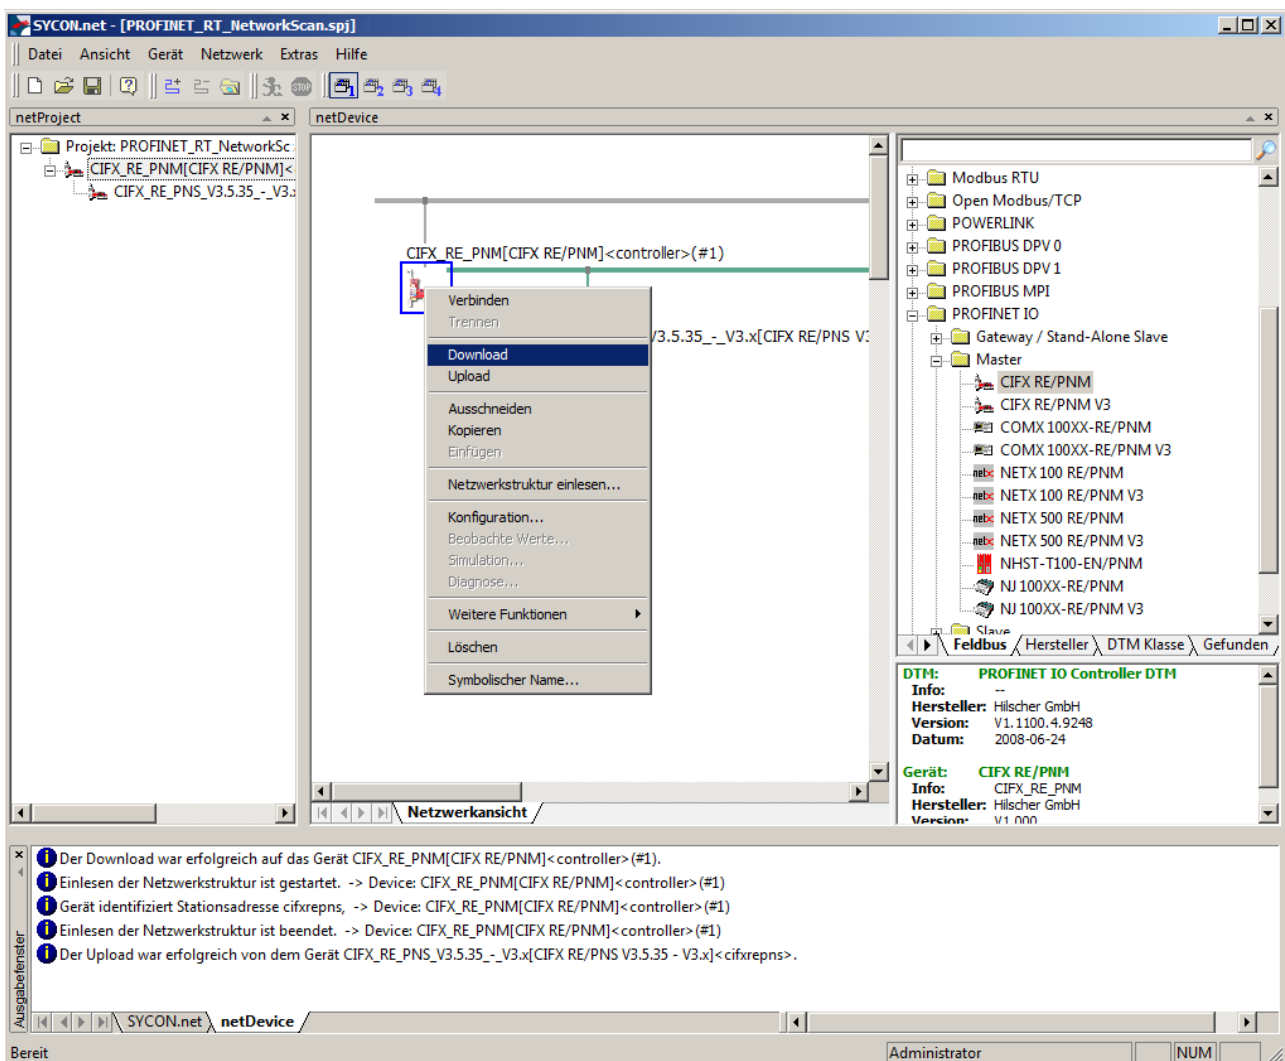 SYCON.net - [PROFINET_RT_NetworkScan.spj]
Datei Ansicht Gerät Netzwerk Extras Hilfe
netProject
netDevice
Projekt: PROFINET_RT_NetworkSc
CIFX_RE_PNM[CIFX RE/PNM]<
CIFX_RE_PNS_V3.5.35_-_V3.
CIFX_RE_PNM[CIFX RE/PNM]<controller>(#1)
V3.5.35_-_V3.x[CIFX RE/PNS V3
Verbinden
Trennen
Download
Upload
Ausschneiden
Kopieren
Einfügen
Netzwerkstruktur einlesen...
Konfiguration...
Beobachte Werte...
Simulation...
Diagnose...
Weitere Funktionen
Löschen
Symbolischer Name...
Netzwerkansicht
Modbus RTU
Open Modbus/TCP
POWERLINK
PROFIBUS DPV0
PROFIBUS DPV1
PROFIBUS MPI
PROFINET IO
Gateway / Stand-Alone Slave
Master
CIFX RE/PNM
CIFX RE/PNM V3
COMX 100XX-RE/PNM
COMX 100XX-RE/PNM V3
NETX 100 RE/PNM
NETX 100 RE/PNM V3
NETX 500 RE/PNM
NETX 500 RE/PNM V3
NHST-T100-EN/PNM
NJ 100XX-RE/PNM
NJ 100XX-RE/PNM V3
Slave
Feldbus Hersteller DTM Klasse Gefunden
DTM: PROFINET IO Controller DTM
Info: --
Hersteller: Hilscher GmbH
Version: V1.1100.4.9248
Datum: 2008-06-24
Gerät: CIFX RE/PNM
Info: CIFX_RE_PNM
Hersteller: Hilscher GmbH
Version: V1.000
Der Download war erfolgreich auf das Gerät CIFX_RE_PNM[CIFX RE/PNM]<controller>(#1).
Einlesen der Netzwerkstruktur ist gestartet. -> Device: CIFX_RE_PNM[CIFX RE/PNM]<controller>(#1)
Gerät identifiziert Stationsadresse cifxrepns, -> Device: CIFX_RE_PNM[CIFX RE/PNM]<controller>(#1)
Einlesen der Netzwerkstruktur ist beendet. -> Device: CIFX_RE_PNM[CIFX RE/PNM]<controller>(#1)
Der Upload war erfolgreich von dem Gerät CIFX_RE_PNS_V3.5.35_-_V3.x[CIFX RE/PNS V3.5.35 - V3.x]<cifxrepns>.
Ausgabefenster
SYCON.net netDevice
Bereit
Administrator
NUM